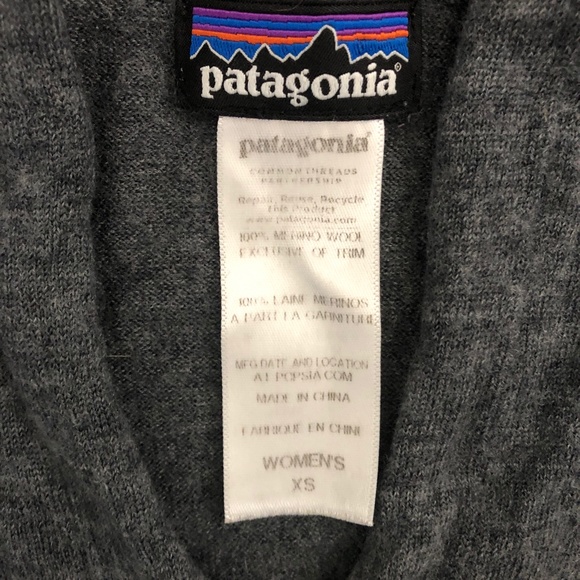 patagonia®
patagonia®
COMMON THREADS
PARTNERSHIP
Repair, Reuse, Recycle
This Product
www.patagonia.com
100% MERINO WOOL
EXCLUSIVE OF TRIM
100% LAINE MERINOS
A PART LA GARNITURE
MFG DATE AND LOCATION
AT POPSIA.COM
MADE IN CHINA
FABRIQUE EN CHINE
WOMEN'S
XS